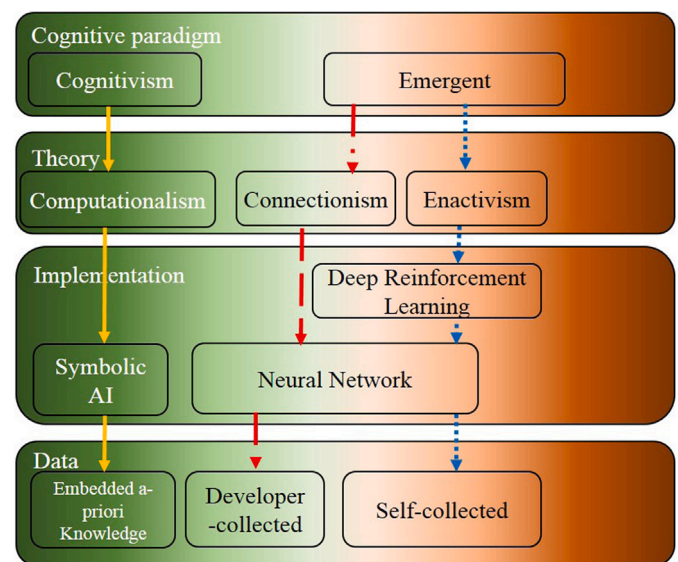 Cognitive paradigm
Cognitivism
Emergent
Theory
Computationalism
Connectionism
Enactivism
Implementation
Deep Reinforcement
Learning
Symbolic
AI
Neural Network
Data
Embedded a-
priori
Knowledge
Developer
-collected
Self-collected